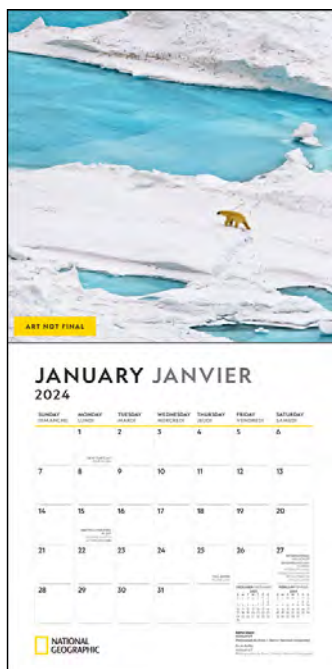 ART NOT FINAL
JANUARY JANVIER
2024
SUNDAY MONDAY TUESDAY WEDNESDAY THURSDAY FRIDAY SATURDAY
DIMANCHE LUNDI MARDI MERCREDI JEUDI VENDREDI SAMEDI
1 2 3 4 5 6
7 8 9 10 11 12 13
14 15 16 17 18 19 20
21 22 23 24 25 26 27
28 29 30 31
NATIONAL
GEOGRAPHIC